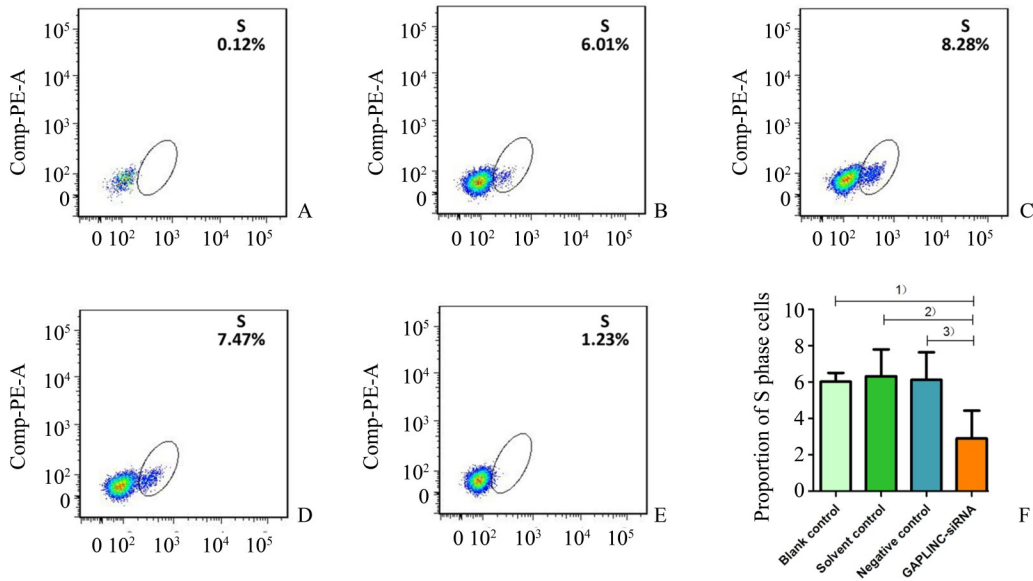 S
0.12%
Comp-PE-A
10^5
10^4
10^3
10^2
0
0 10^2 10^3 10^4 10^5
A
S
6.01%
Comp-PE-A
10^5
10^4
10^3
10^2
0
0 10^2 10^3 10^4 10^5
B
S
8.28%
Comp-PE-A
10^5
10^4
10^3
10^2
0
0 10^2 10^3 10^4 10^5
C
S
7.47%
Comp-PE-A
10^5
10^4
10^3
10^2
0
0 10^2 10^3 10^4 10^5
D
S
1.23%
Comp-PE-A
10^5
10^4
10^3
10^2
0
0 10^2 10^3 10^4 10^5
E
Proportion of S phase cells
10
8
6
4
2
0
1)
2)
3)
Blank control
Solvent control
Negative control
GAPLINC-siRNA
F